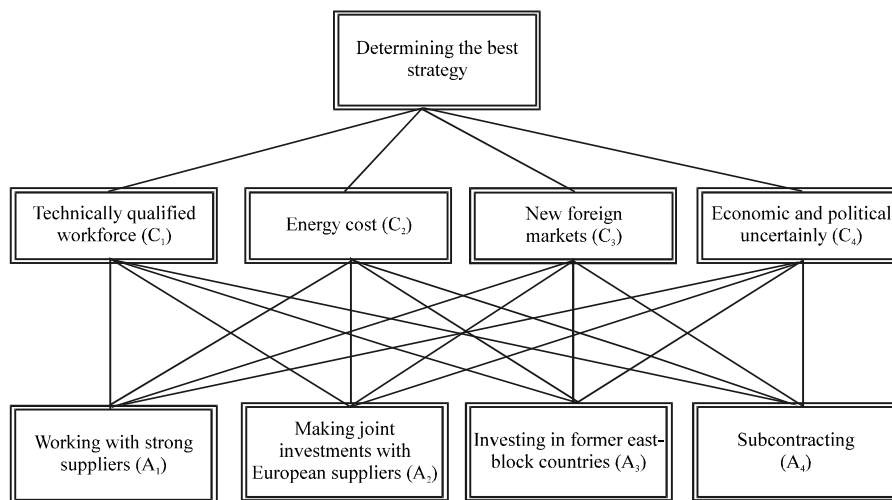 Determining the best
strategy
Technically qualified
workforce (C₁)
Energy cost (C₂)
New foreign
markets (C₃)
Economic and political
uncertainly (C₄)
Working with strong
suppliers (A₁)
Making joint
investments with
European suppliers (A₂)
Investing in former east-
block countries (A₃)
Subcontracting
(A₄)